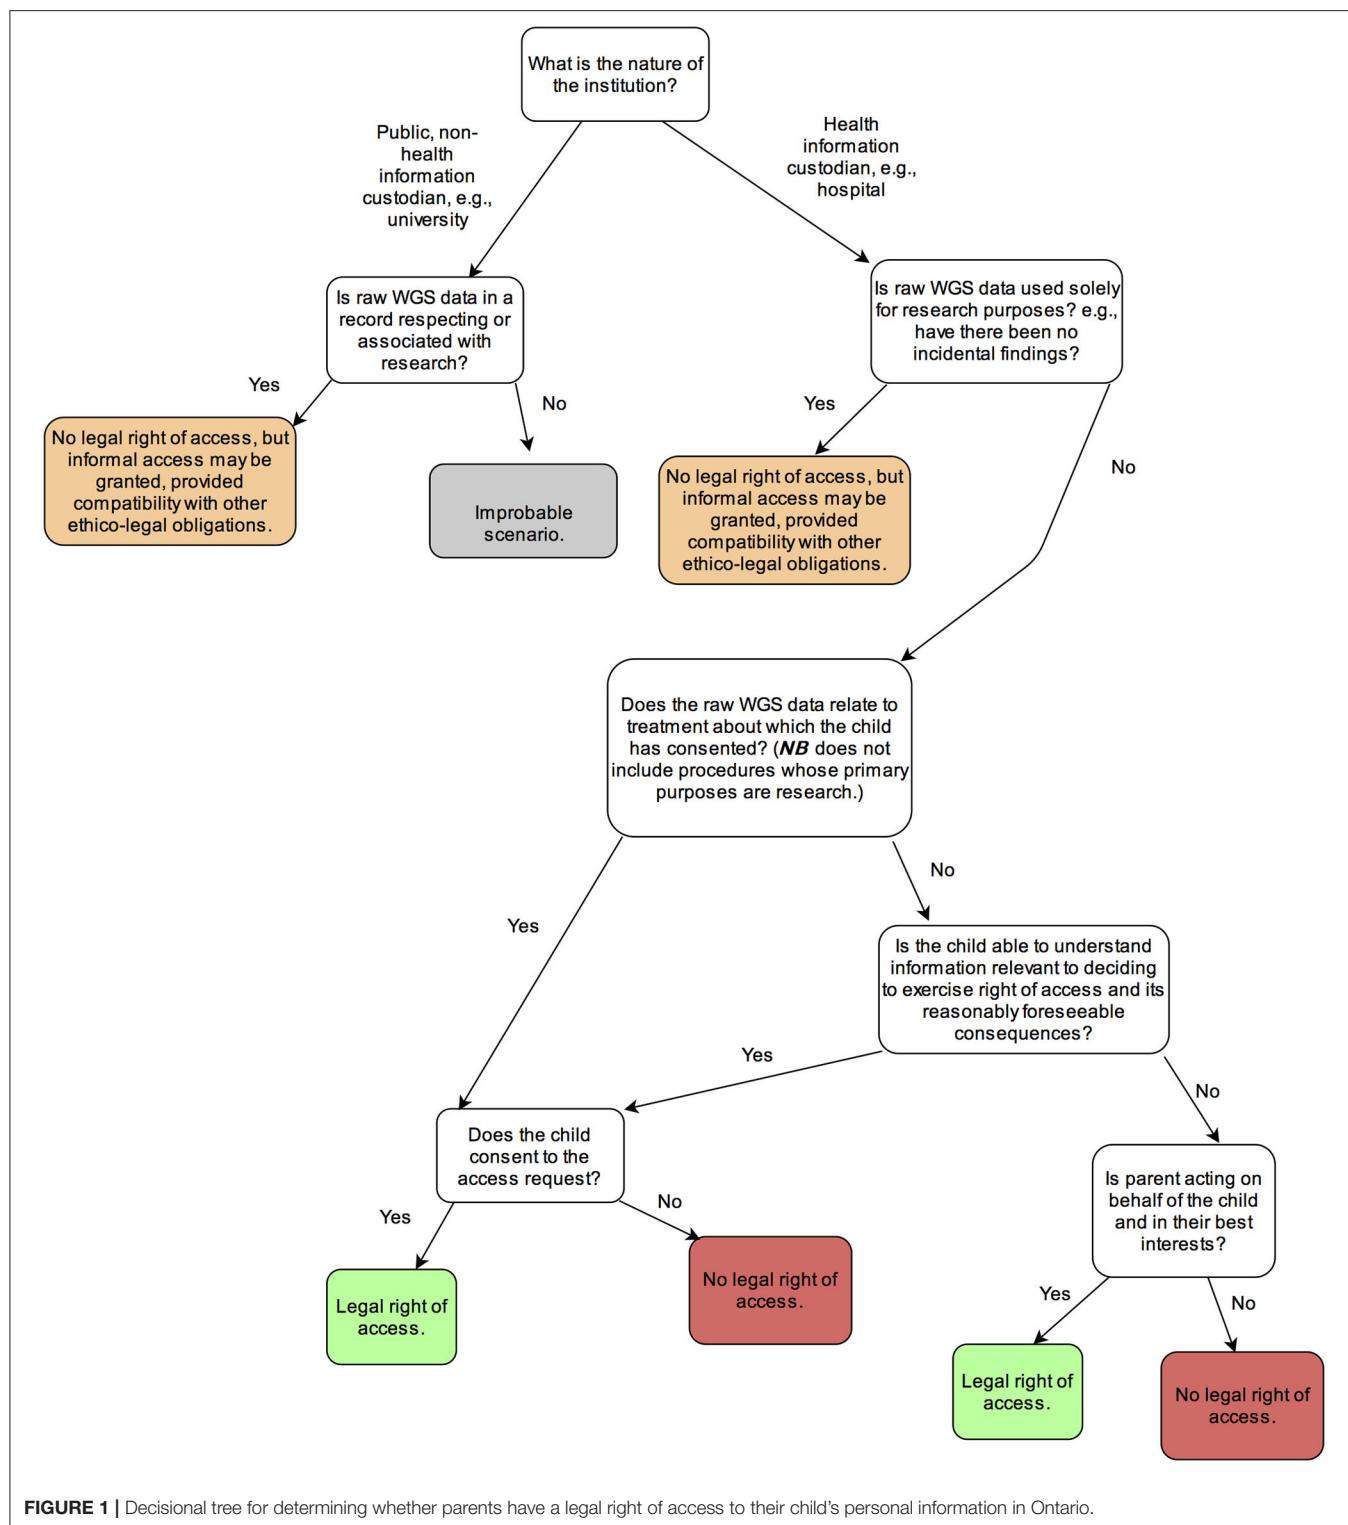 What is the nature of
the institution?
Public, non-
health
information
custodian, e.g.,
university
Health
information
custodian, e.g.,
hospital
Is raw WGS data in a
record respecting or
associated with
research?
Is raw WGS data used solely
for research purposes? e.g.,
have there been no
incidental findings?
Yes
No
Yes
No
No legal right of access, but
informal access may be
granted, provided
compatibility with other
ethico-legal obligations.
Improbable
scenario.
No legal right of access, but
informal access may be
granted, provided
compatibility with other
ethico-legal obligations.
Does the raw WGS data relate to
treatment about which the child
has consented? (NB does not
include procedures whose primary
purposes are research.)
Yes
No
Is the child able to understand
information relevant to deciding
to exercise right of access and its
reasonably foreseeable
consequences?
Yes
No
Does the child
consent to the
access request?
Is parent acting on
behalf of the child
and in their best
interests?
Yes
No
Legal right of
access.
No legal right of
access.
Yes
No
Legal right of
access.
No legal right of
access.
FIGURE 1 | Decisional tree for determining whether parents have a legal right of access to their child's personal information in Ontario.